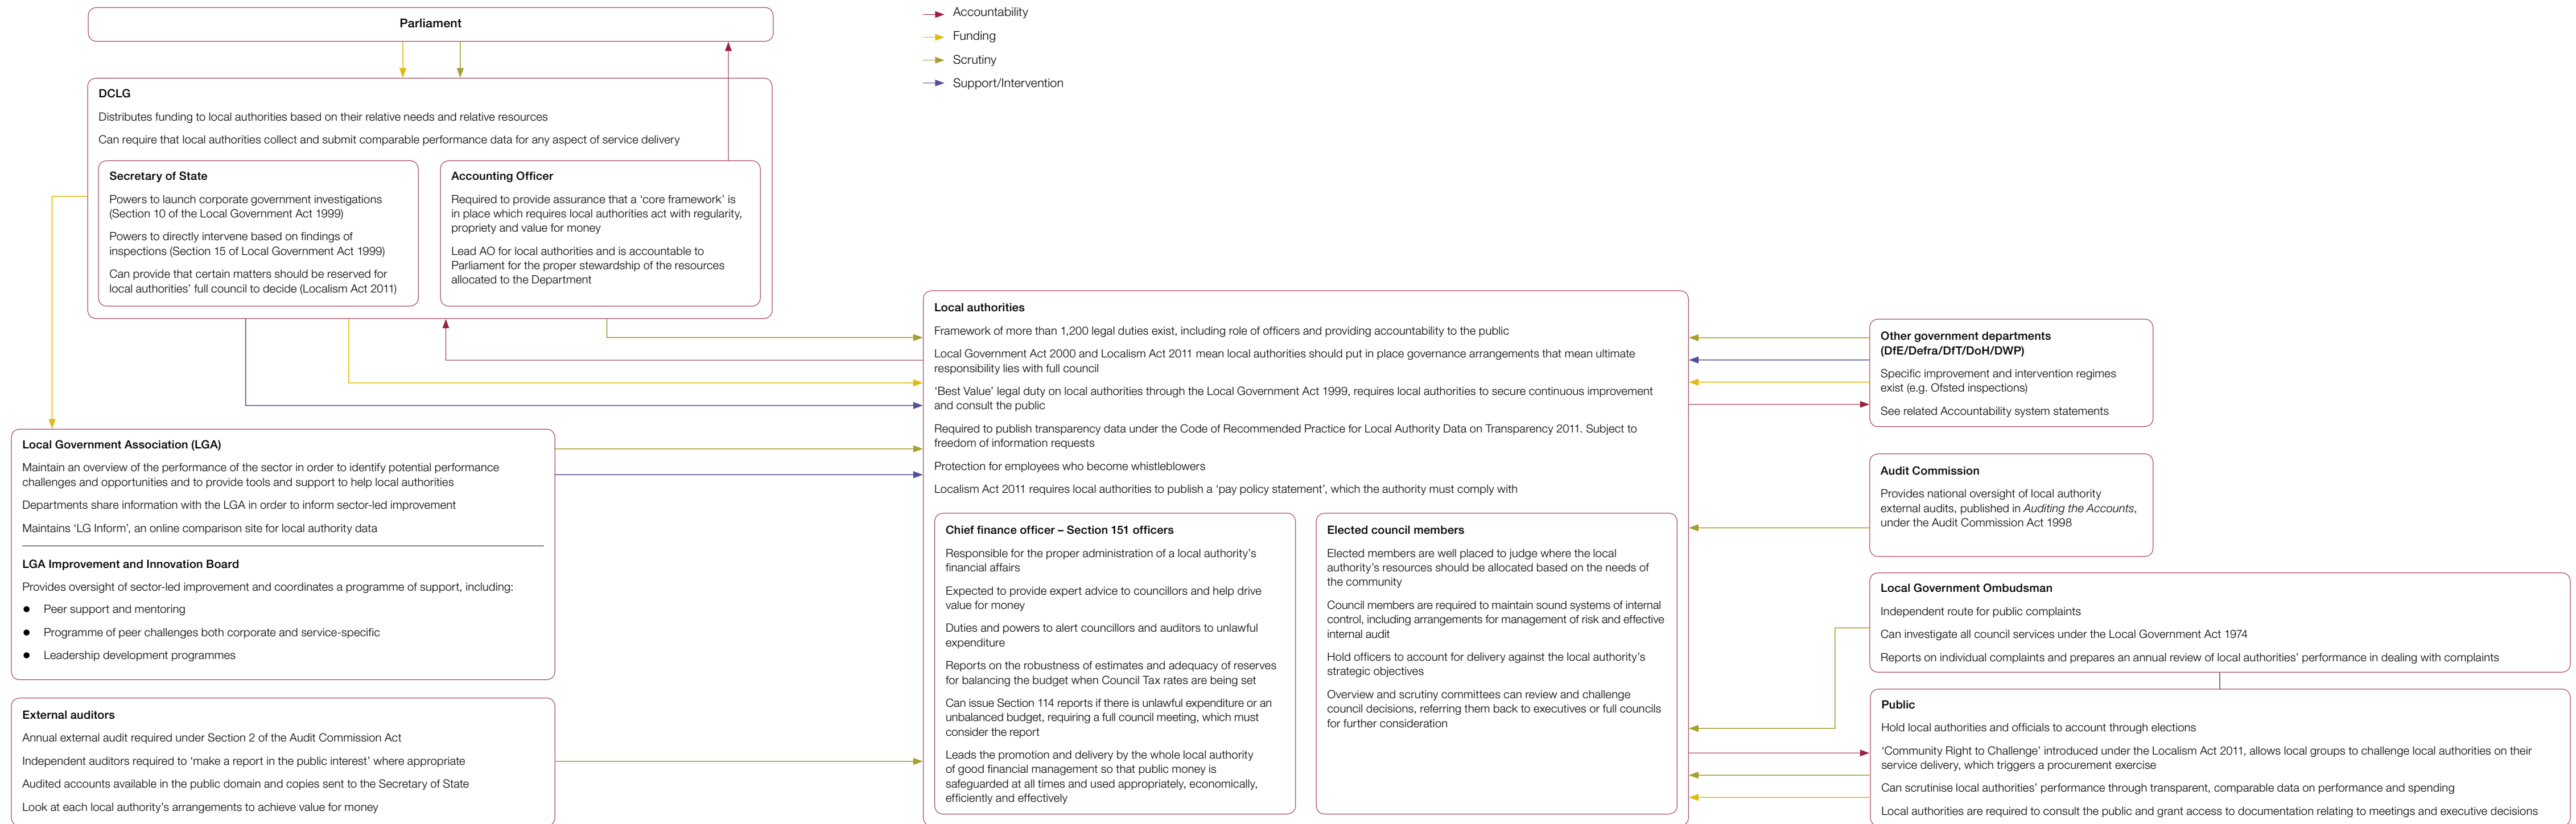 Parliament
Accountability
Funding
Scrutiny
Support/Intervention
DCLG
Distributes funding to local authorities based on their relative needs and relative resources
Can require that local authorities collect and submit comparable performance data for any aspect of service delivery
Secretary of State
Powers to launch corporate government investigations
(Section 10 of the Local Government Act 1999)
Powers to directly intervene based on findings of
inspections (Section 15 of Local Government Act 1999)
Can provide that certain matters should be reserved for
local authorities’ full council to decide (Localism Act 2011)
Accounting Officer
Required to provide assurance that a ‘core framework’ is
in place which requires local authorities act with regularity,
propriety and value for money
Lead AO for local authorities and is accountable to
Parliament for the proper stewardship of the resources
allocated to the Department
Local Government Association (LGA)
Maintain an overview of the performance of the sector in order to identify potential performance
challenges and opportunities and to provide tools and support to help local authorities
Departments share information with the LGA in order to inform sector-led improvement
Maintains ‘LG Inform’, an online comparison site for local authority data
LGA Improvement and Innovation Board
Provides oversight of sector-led improvement and coordinates a programme of support, including:
● Peer support and mentoring
● Programme of peer challenges both corporate and service-specific
● Leadership development programmes
External auditors
Annual external audit required under Section 2 of the Audit Commission Act
Independent auditors required to ‘make a report in the public interest’ where appropriate
Audited accounts available in the public domain and copies sent to the Secretary of State
Look at each local authority’s arrangements to achieve value for money
Local authorities
Framework of more than 1,200 legal duties exist, including role of officers and providing accountability to the public
Local Government Act 2000 and Localism Act 2011 mean local authorities should put in place governance arrangements that mean ultimate
responsibility lies with full council
‘Best Value’ legal duty on local authorities through the Local Government Act 1999, requires local authorities to secure continuous improvement
and consult the public
Required to publish transparency data under the Code of Recommended Practice for Local Authority Data on Transparency 2011. Subject to
freedom of information requests
Protection for employees who become whistleblowers
Localism Act 2011 requires local authorities to publish a ‘pay policy statement’, which the authority must comply with
Chief finance officer – Section 151 officers
Responsible for the proper administration of a local authority’s
financial affairs
Expected to provide expert advice to councillors and help drive
value for money
Duties and powers to alert councillors and auditors to unlawful
expenditure
Reports on the robustness of estimates and adequacy of reserves
for balancing the budget when Council Tax rates are being set
Can issue Section 114 reports if there is unlawful expenditure or an
unbalanced budget, requiring a full council meeting, which must
consider the report
Leads the promotion and delivery by the whole local authority
of good financial management so that public money is
safeguarded at all times and used appropriately, economically,
efficiently and effectively
Elected council members
Elected members are well placed to judge where the local
authority’s resources should be allocated based on the needs of
the community
Council members are required to maintain sound systems of internal
control, including arrangements for management of risk and effective
internal audit
Hold officers to account for delivery against the local authority’s
strategic objectives
Overview and scrutiny committees can review and challenge
council decisions, referring them back to executives or full councils
for further consideration
Other government departments
(DfE/Defra/DfT/DoH/DWP)
Specific improvement and intervention regimes
exist (e.g. Ofsted inspections)
See related Accountability system statements
Audit Commission
Provides national oversight of local authority
external audits, published in Auditing the Accounts,
under the Audit Commission Act 1998
Local Government Ombudsman
Independent route for public complaints
Can investigate all council services under the Local Government Act 1974
Reports on individual complaints and prepares an annual review of local authorities’ performance in dealing with complaints
Public
Hold local authorities and officials to account through elections
‘Community Right to Challenge’ introduced under the Localism Act 2011, allows local groups to challenge local authorities on their
service delivery, which triggers a procurement exercise
Can scrutinise local authorities’ performance through transparent, comparable data on performance and spending
Local authorities are required to consult the public and grant access to documentation relating to meetings and executive decisions